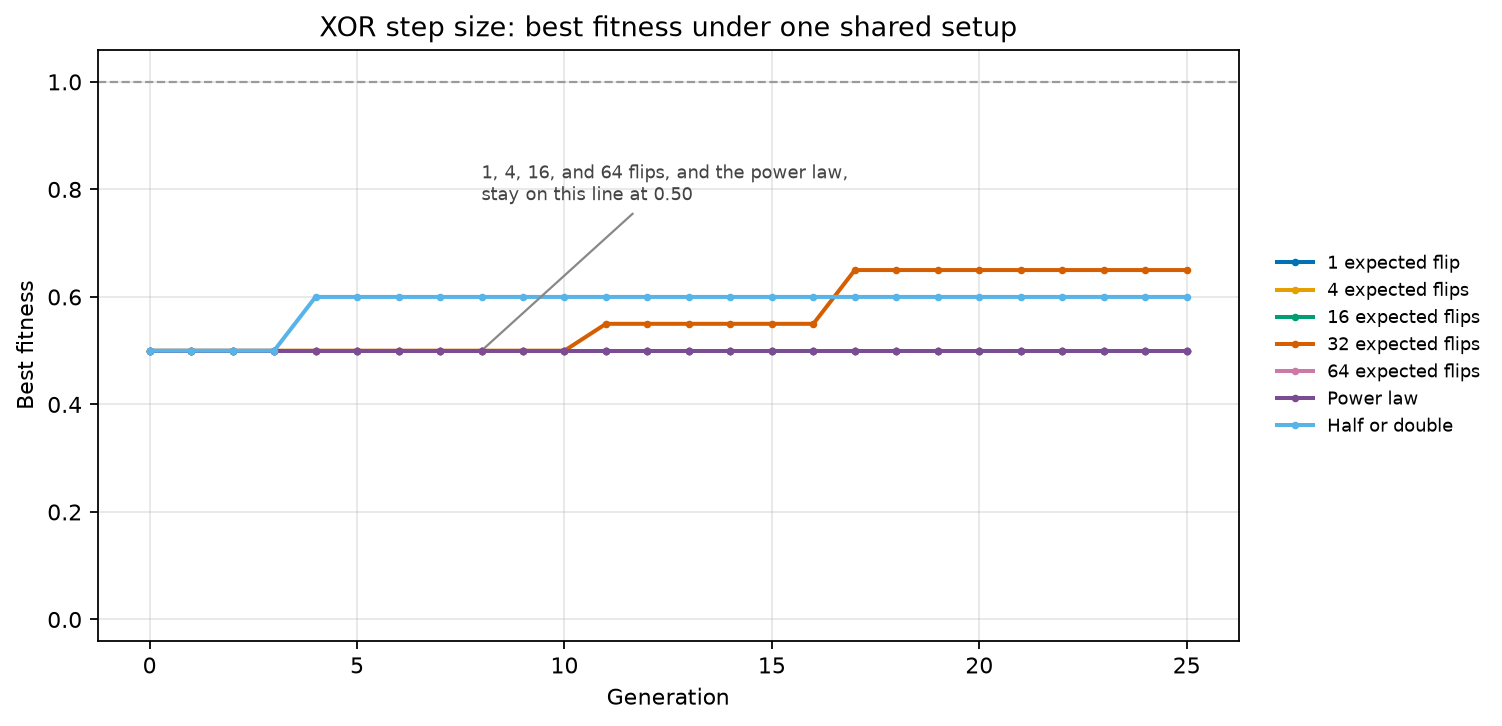 XOR step size: best fitness under one shared setup
1.0
0.8
0.6
0.4
0.2
0.0
Best fitness
1, 4, 16, and 64 flips, and the power law,
stay on this line at 0.50
0
5
10
15
20
25
Generation
1 expected flip
4 expected flips
16 expected flips
32 expected flips
64 expected flips
Power law
Half or double